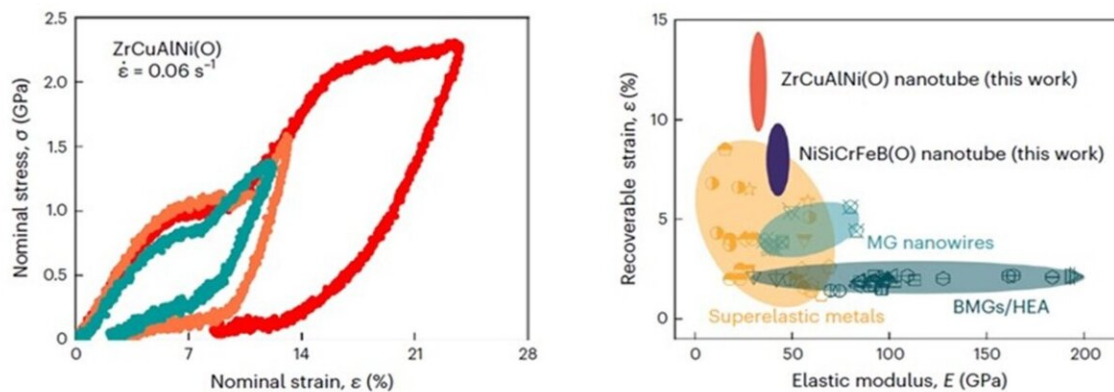 2.5
2.0
1.5
1.0
0.5
0
Nominal stress, σ (GPa)
ZrCuAlNi(O)
ε̇ = 0.06 s⁻¹
0 7 14 21 28
Nominal strain, ε (%)
15
10
5
0
Recoverable strain, ε (%)
ZrCuAlNi(O) nanotube (this work)
NiSiCrFeB(O) nanotube (this work)
MG nanowires
Superelastic metals
BMGs/HEA
0 50 100 150 200
Elastic modulus, E (GPa)